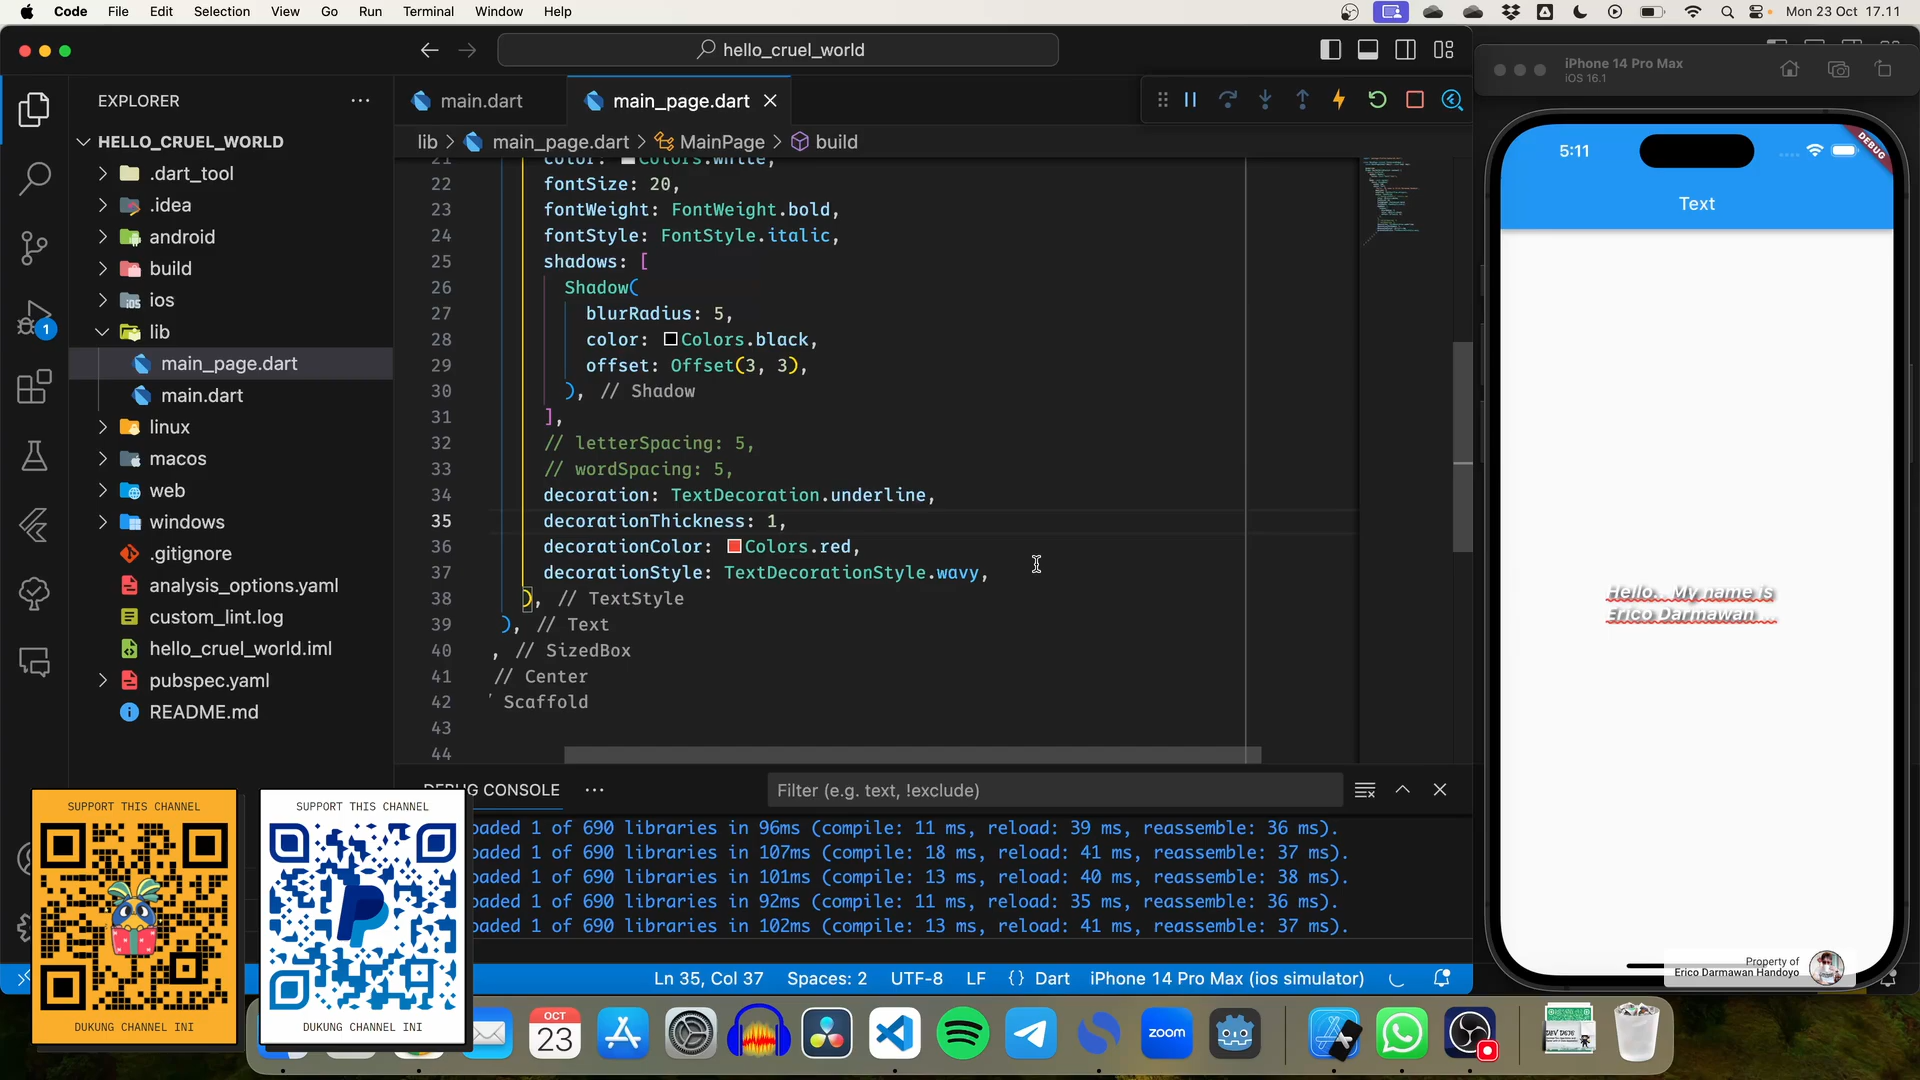 Code File Edit Selection View Go Run Terminal Window Help
Mon 23 Oct 17.11
hello_cruel_world
EXPLORER
HELLO_CRUEL_WORLD
.dart_tool
.idea
android
build
ios
lib
main_page.dart
main.dart
linux
macos
web
windows
.gitignore
analysis_options.yaml
custom_lint.log
hello_cruel_world.iml
pubspec.yaml
README.md
1
main.dart
main_page.dart
lib > main_page.dart > MainPage > build
21 color: Colors.white,
22 fontSize: 20,
23 fontWeight: FontWeight.bold,
24 fontStyle: FontStyle.italic,
25 shadows: [
26 Shadow(
27 blurRadius: 5,
28 color: Colors.black,
29 offset: Offset(3, 3),
30 ), // Shadow
31 ],
32 // letterSpacing: 5,
33 // wordSpacing: 5,
34 decoration: TextDecoration.underline,
35 decorationThickness: 1,
36 decorationColor: Colors.red,
37 decorationStyle: TextDecorationStyle.wavy,
38 ), // TextStyle
39 ), // Text
40 , // SizedBox
41 // Center
42 Scaffold
43
44
DEBUG CONSOLE
Filter (e.g. text, !exclude)
oaded 1 of 690 libraries in 96ms (compile: 11 ms, reload: 39 ms, reassemble: 36 ms).
oaded 1 of 690 libraries in 107ms (compile: 18 ms, reload: 41 ms, reassemble: 37 ms).
oaded 1 of 690 libraries in 101ms (compile: 13 ms, reload: 40 ms, reassemble: 38 ms).
oaded 1 of 690 libraries in 92ms (compile: 11 ms, reload: 35 ms, reassemble: 36 ms).
oaded 1 of 690 libraries in 102ms (compile: 13 ms, reload: 41 ms, reassemble: 37 ms).
Ln 35, Col 37 Spaces: 2 UTF-8 LF {} Dart iPhone 14 Pro Max (ios simulator)
iPhone 14 Pro Max
iOS 16.1
5:11
DEBUG
Text
Hello.. My name is
Erico Darmawan ...
Property of
Erico Darmawan Handoyo
SUPPORT THIS CHANNEL
DUKUNG CHANNEL INI
SUPPORT THIS CHANNEL
DUKUNG CHANNEL INI
OCT
23
zoom